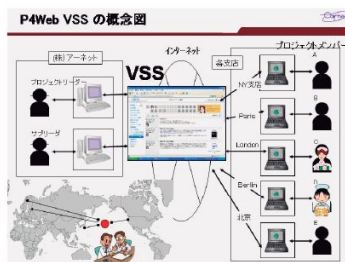 P4Web VSS の概念図
プロジェクトメンバー
インターネット
(株)アーネット
各支店
プロジェクトリーダー
VSS
サブリーダ
NY支店
Paris
London
Berlin
北京
A
B
C
D
E